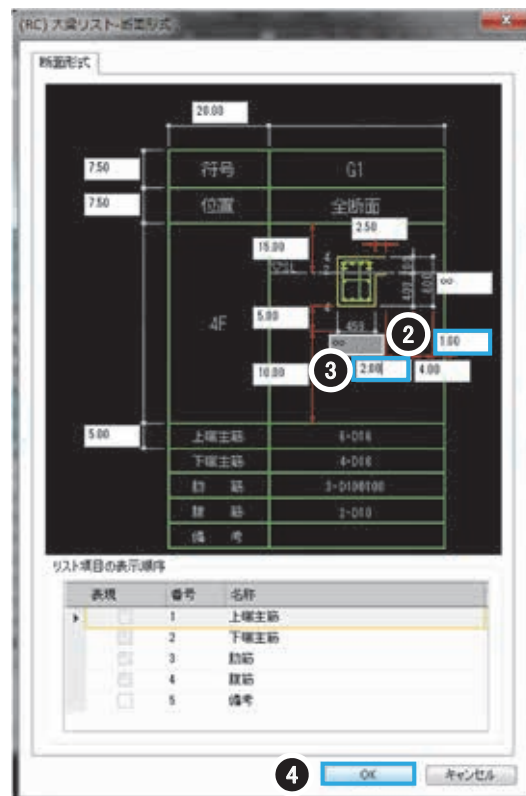 (RC) 大梁リスト-断面形式
断面形式
20.00
7.50 符号 G1
7.50 位置 全断面
2.50
15.00
∞
4F 5.00
② 1.00
∞
10.00 ③ 2.00 4.00
5.00 上端主筋
下端主筋 4-D16
肋 筋
腹 筋 2-D10
備 考
リスト項目の表示順序
表現 番号 名称
1 上端主筋
2 下端主筋
3 肋筋
4 腹筋
5 備考
④ OK キャンセル